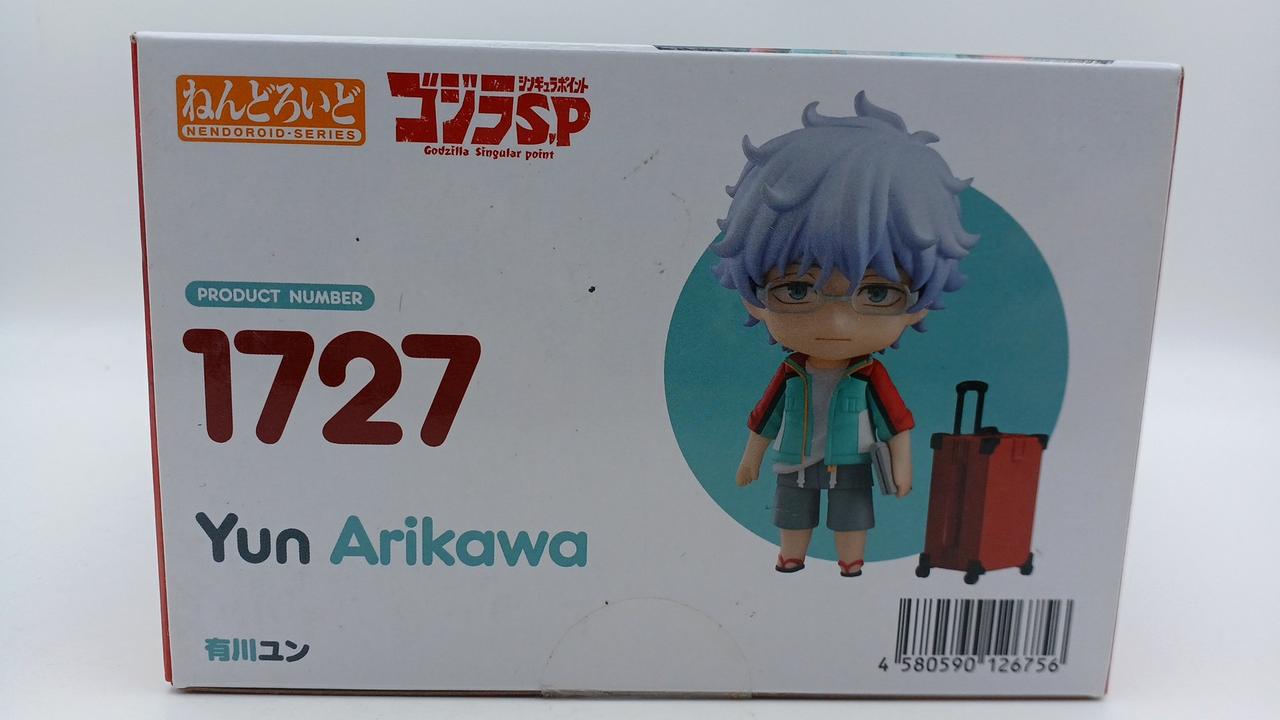 ねんどろいど
NENDOROID-SERIES
シンギュラポイント
ゴジラS.P
Godzilla Singular point
PRODUCT NUMBER
1727
Yun Arikawa
有川ユン
4 580590 126756